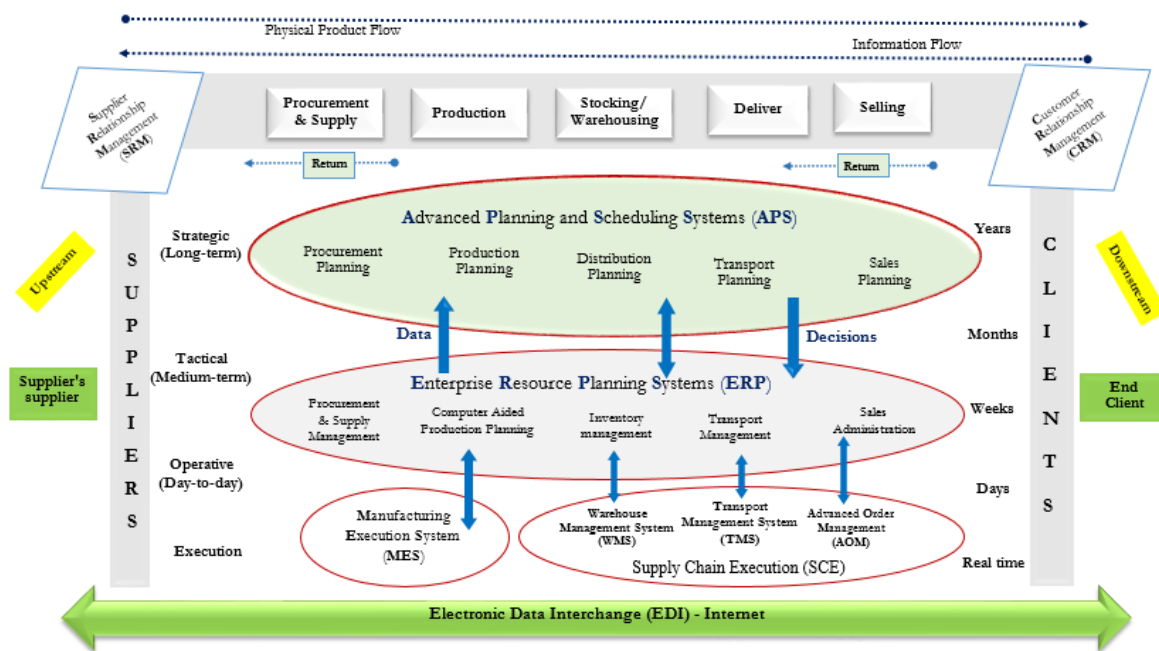 Physical Product Flow
Information Flow
Supplier
Relationship
Management
(SRM)
Procurement
& Supply
Production
Stocking/
Warehousing
Deliver
Selling
Customer
Relationship
Management
(CRM)
Return
Return
Upstream
Downstream
SUPPLIERS
CLIENTS
Supplier's
supplier
End
Client
Strategic
(Long-term)
Tactical
(Medium-term)
Operative
(Day-to-day)
Execution
Years
Months
Weeks
Days
Real time
Advanced Planning and Scheduling Systems (APS)
Procurement
Planning
Production
Planning
Distribution
Planning
Transport
Planning
Sales
Planning
Data
Decisions
Enterprise Resource Planning Systems (ERP)
Procurement
& Supply
Management
Computer Aided
Production Planning
Inventory
management
Transport
Management
Sales
Administration
Manufacturing
Execution System
(MES)
Warehouse
Management System
(WMS)
Transport
Management System
(TMS)
Advanced Order
Management
(AOM)
Supply Chain Execution (SCE)
Electronic Data Interchange (EDI) - Internet